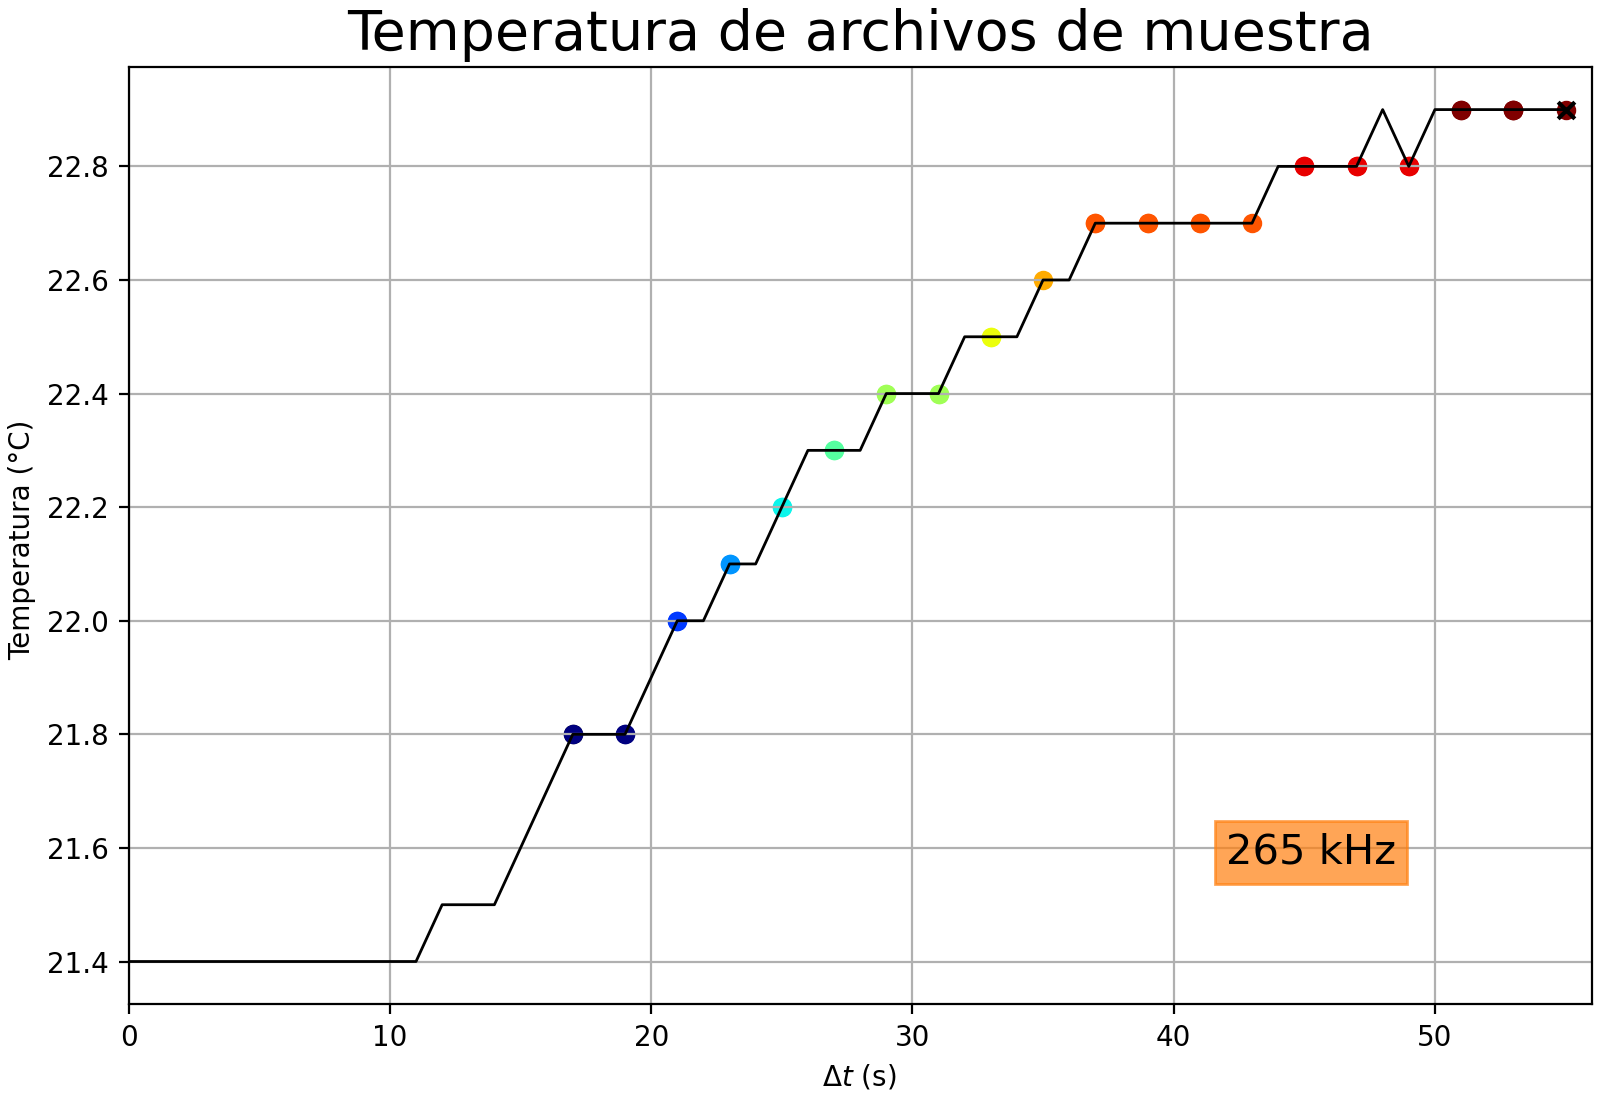 Temperatura de archivos de muestra
Temperatura (°C)
22.8
22.6
22.4
22.2
22.0
21.8
21.6
21.4
265 kHz
0 10 20 30 40 50
Δt (s)